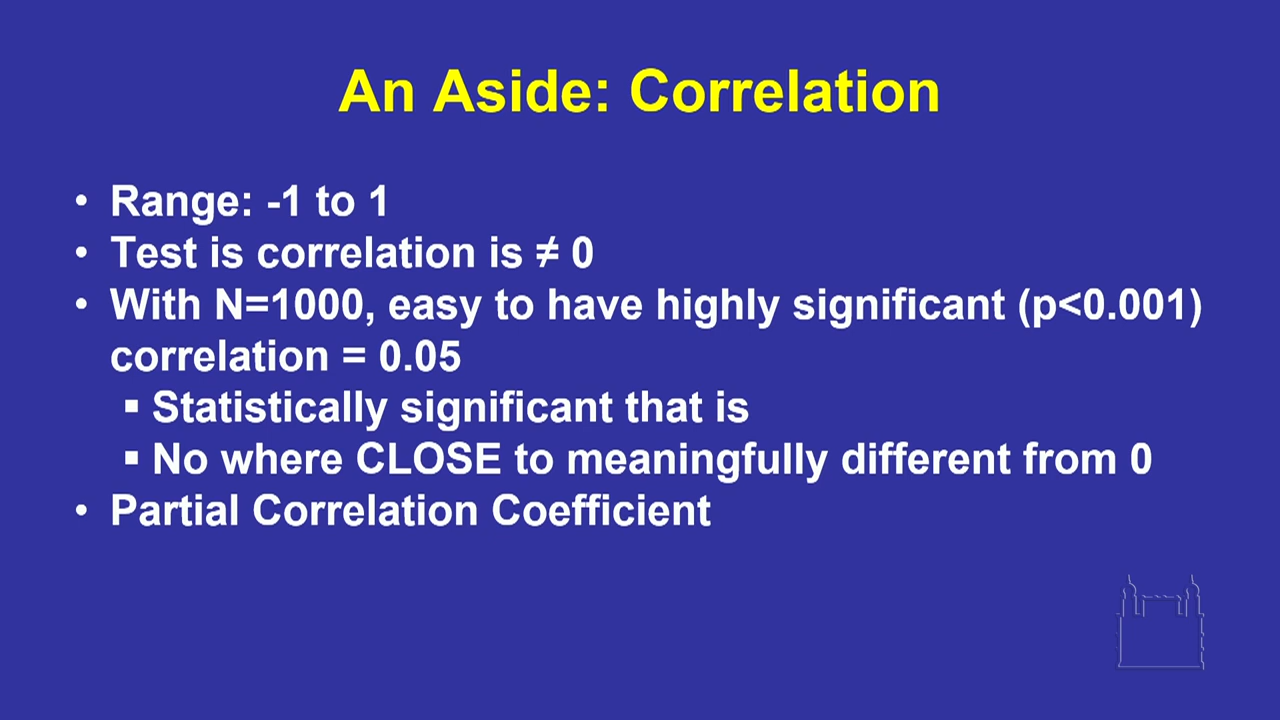 An Aside: Correlation
• Range: -1 to 1
• Test is correlation is ≠ 0
• With N=1000, easy to have highly significant (p<0.001)
correlation = 0.05
▪ Statistically significant that is
▪ No where CLOSE to meaningfully different from 0
• Partial Correlation Coefficient